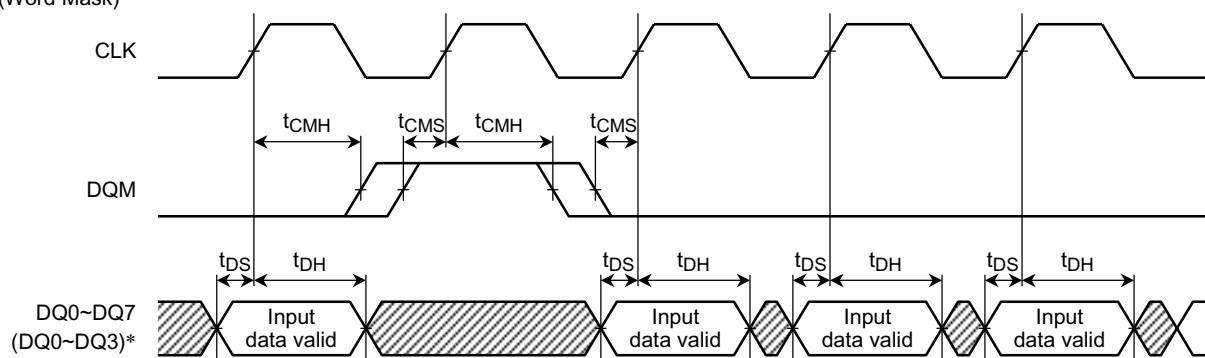 (Word Mask)
CLK
tCMH tCMS tCMH tCMS
DQM
tDS tDH tDS tDH tDS tDH tDS tDH
DQ0~DQ7
(DQ0~DQ3)*
Input
data valid
Input
data valid
Input
data valid
Input
data valid